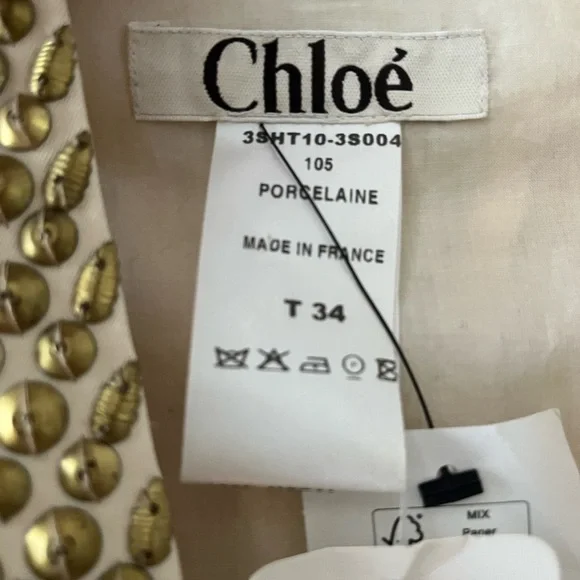 Chloé
3SHT10-3S004
105
PORCELAINE
MADE IN FRANCE
T 34
MIX
Paper